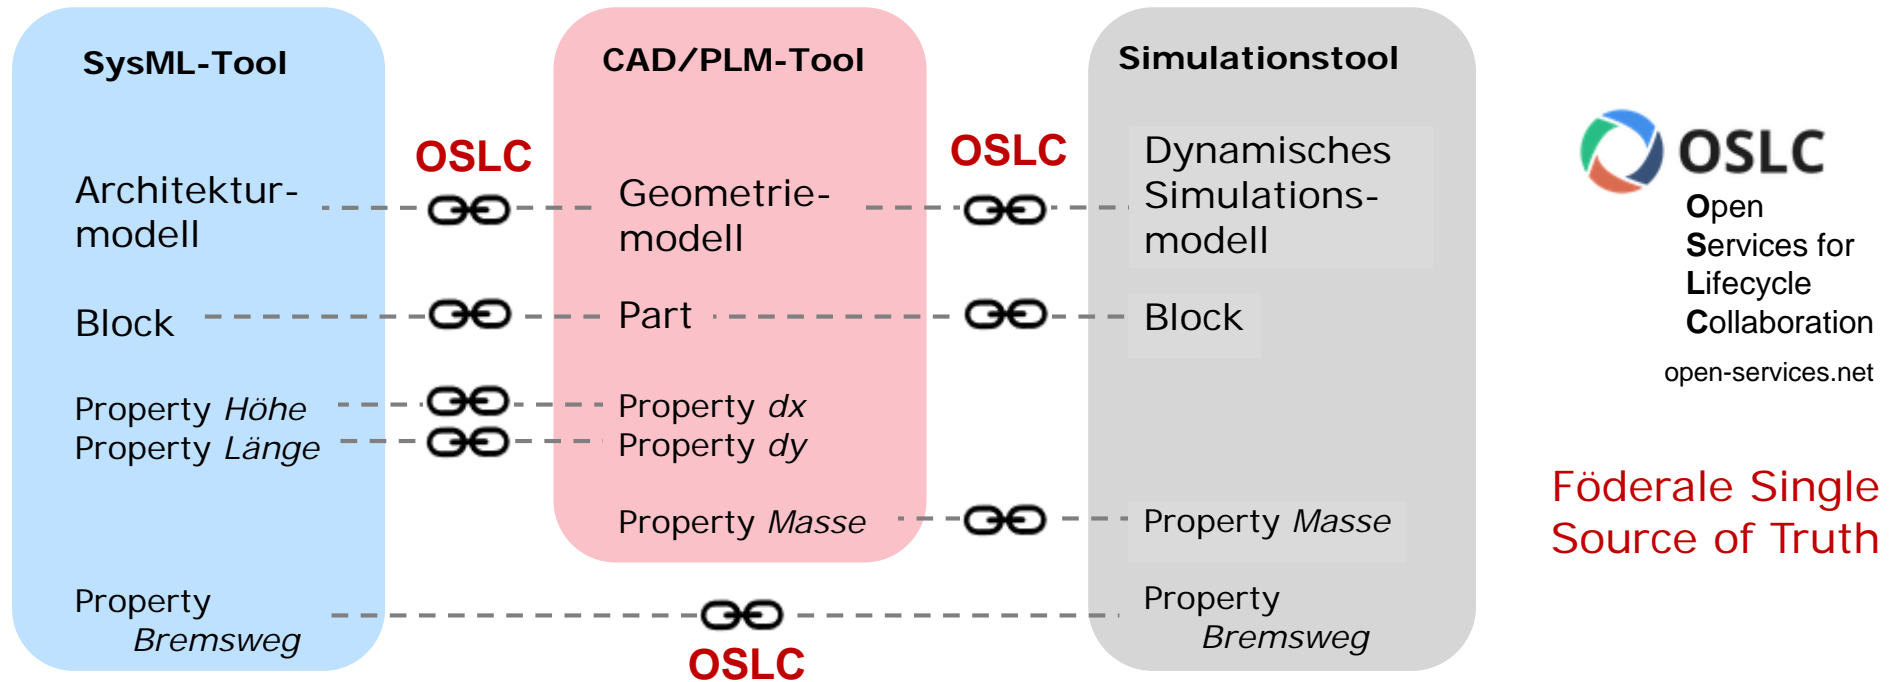 SysML-Tool
Architektur-
modell
Block
Property Höhe
Property Länge
Property
Bremsweg
OSLC
CAD/PLM-Tool
Geometrie-
modell
Part
Property dx
Property dy
Property Masse
OSLC
OSLC
Simulationstool
Dynamisches
Simulations-
modell
Block
Property Masse
Property
Bremsweg
OSLC
Open
Services for
Lifecycle
Collaboration
open-services.net
Föderale Single
Source of Truth